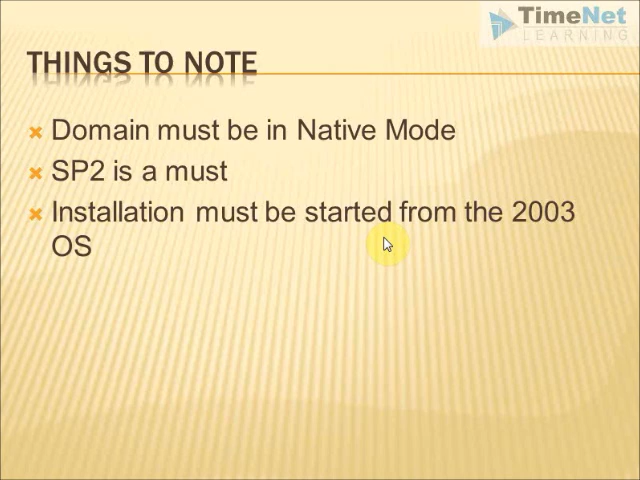 TimeNet
LEARNING
THINGS TO NOTE
Domain must be in Native Mode
SP2 is a must
Installation must be started from the 2003
OS